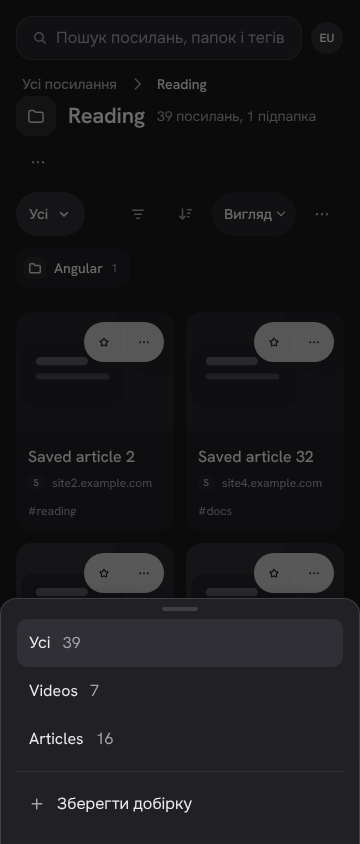 Пошук посилань, папок і тегів
EU
Усі посилання Reading
Reading 39 посилань, 1 підпапка
Усі Вигляд
Angular 1
Saved article 2
S site2.example.com
#reading
Saved article 32
S site4.example.com
#docs
Усі 39
Videos 7
Articles 16
Зберегти добірку